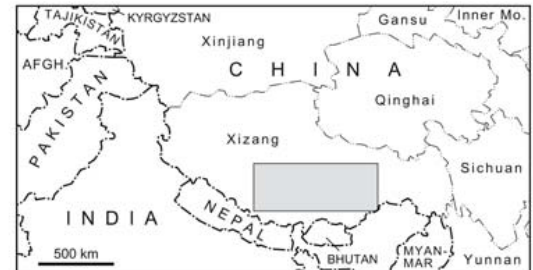 TAJIKISTAN
KYRGYZSTAN
Xinjiang
Gansu
Inner Mo.
AFGH.
CHINA
PAKISTAN
Qinghai
Xizang
Sichuan
NEPAL
INDIA
500 km
BHUTAN
MYAN-
MAR
Yunnan